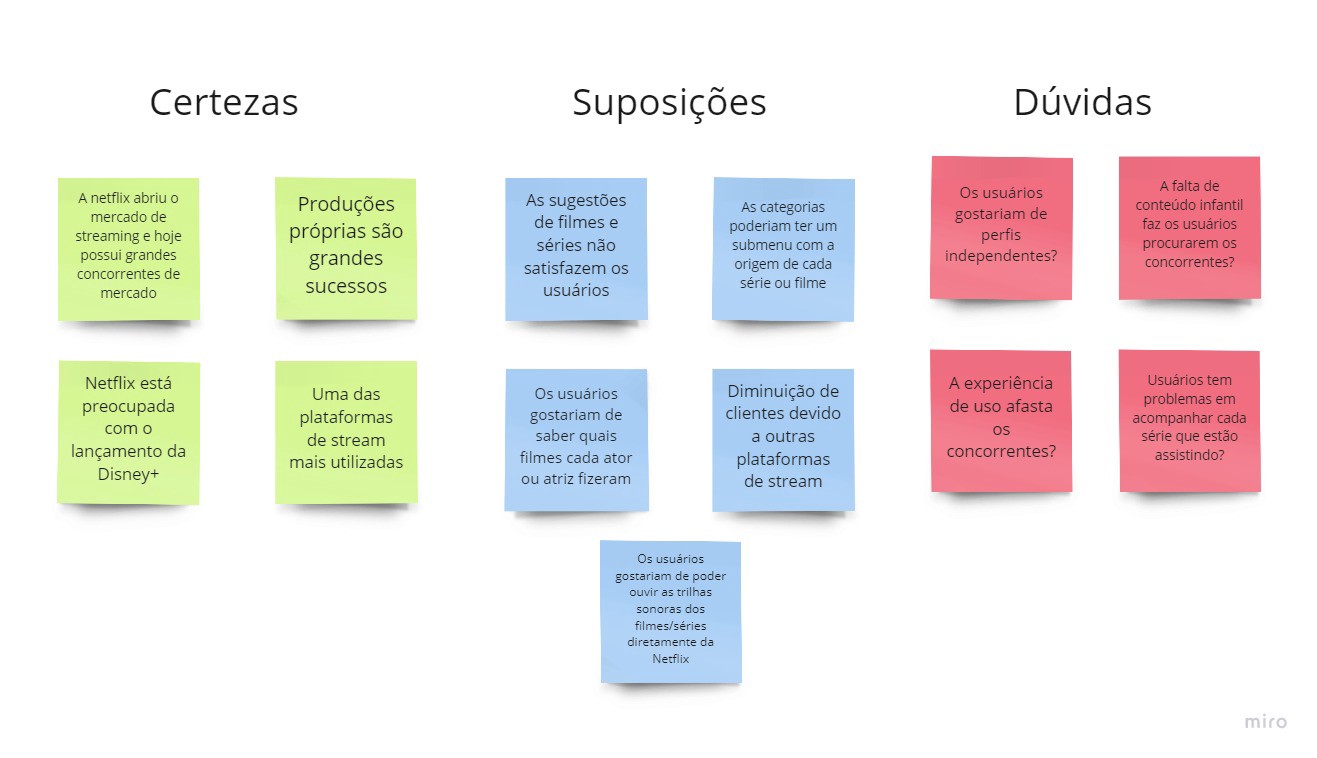 Certezas
Suposições
Dúvidas
A netflix abriu o
mercado de
streaming e hoje
possui grandes
concorrentes de
mercado
Produções
próprias são
grandes
sucessos
Netflix está
preocupada
com o
lançamento da
Disney+
Uma das
plataformas
de stream
mais utilizadas
As sugestões
de filmes e
séries não
satisfazem os
usuários
As categorias
poderiam ter um
submenu com a
origem de cada
série ou filme
Os usuários
gostariam de
saber quais
filmes cada ator
ou atriz fizeram
Diminuição de
clientes devido
a outras
plataformas
de stream
Os usuários
gostariam de poder
ouvir as trilhas
sonoras dos
filmes/séries
diretamente da
Netflix
Os usuários
gostariam de
perfis
independentes?
A falta de
conteúdo infantil
faz os usuários
procurarem os
concorrentes?
A experiência
de uso afasta
os
concorrentes?
Usuários tem
problemas em
acompanhar cada
série que estão
assistindo?
miro